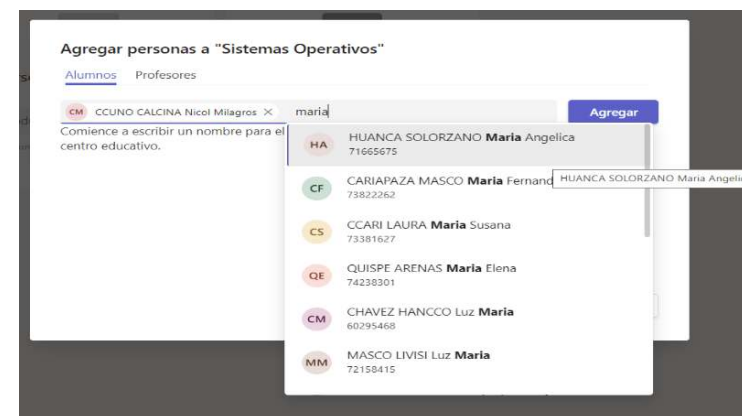 Agregar personas a "Sistemas Operativos"
Alumnos Profesores
CM CCUNO CALCINA Nicol Milagros × maria Agregar
Comience a escribir un nombre para el
centro educativo.
HA HUANCA SOLORZANO Maria Angelica
71665675
HUANCA SOLORZANO Maria Angeli
CF CARIAPAZA MASCO Maria Fernand
73822262
CS CCARI LAURA Maria Susana
73381627
QE QUISPE ARENAS Maria Elena
74238301
CM CHAVEZ HANCCO Luz Maria
60295468
MM MASCO LIVISI Luz Maria
72158415